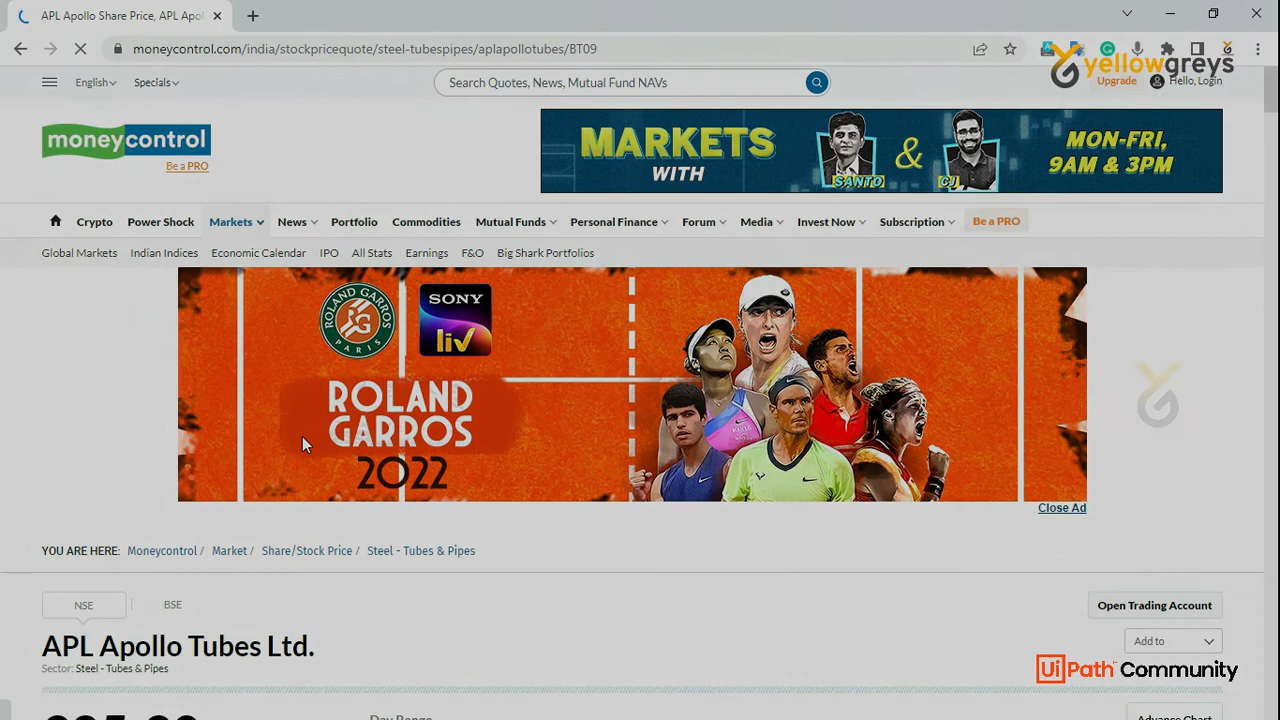 APL Apollo Share Price, APL Apol
moneycontrol.com/india/stockpricequote/steel-tubespipes/aplapollotubes/BT09
yellowgreys
English
Specials
Search Quotes, News, Mutual Fund NAVs
Upgrade
Hello, Login
moneycontrol
Be a PRO
MARKETS
WITH
SANTO
&
CJ
MON-FRI,
9AM & 3PM
Crypto Power Shock Markets News Portfolio Commodities Mutual Funds Personal Finance Forum Media Invest Now Subscription Be a PRO
Global Markets Indian Indices Economic Calendar IPO All Stats Earnings F&O Big Shark Portfolios
ROLAND GARROS
PARIS
SONY
liv
ROLAND
GARROS
2022
Close Ad
YOU ARE HERE: Moneycontrol / Market / Share/Stock Price / Steel - Tubes & Pipes
NSE
BSE
Open Trading Account
APL Apollo Tubes Ltd.
Add to
Sector: Steel - Tubes & Pipes
UiPath Community
Day Range
Advance Chart